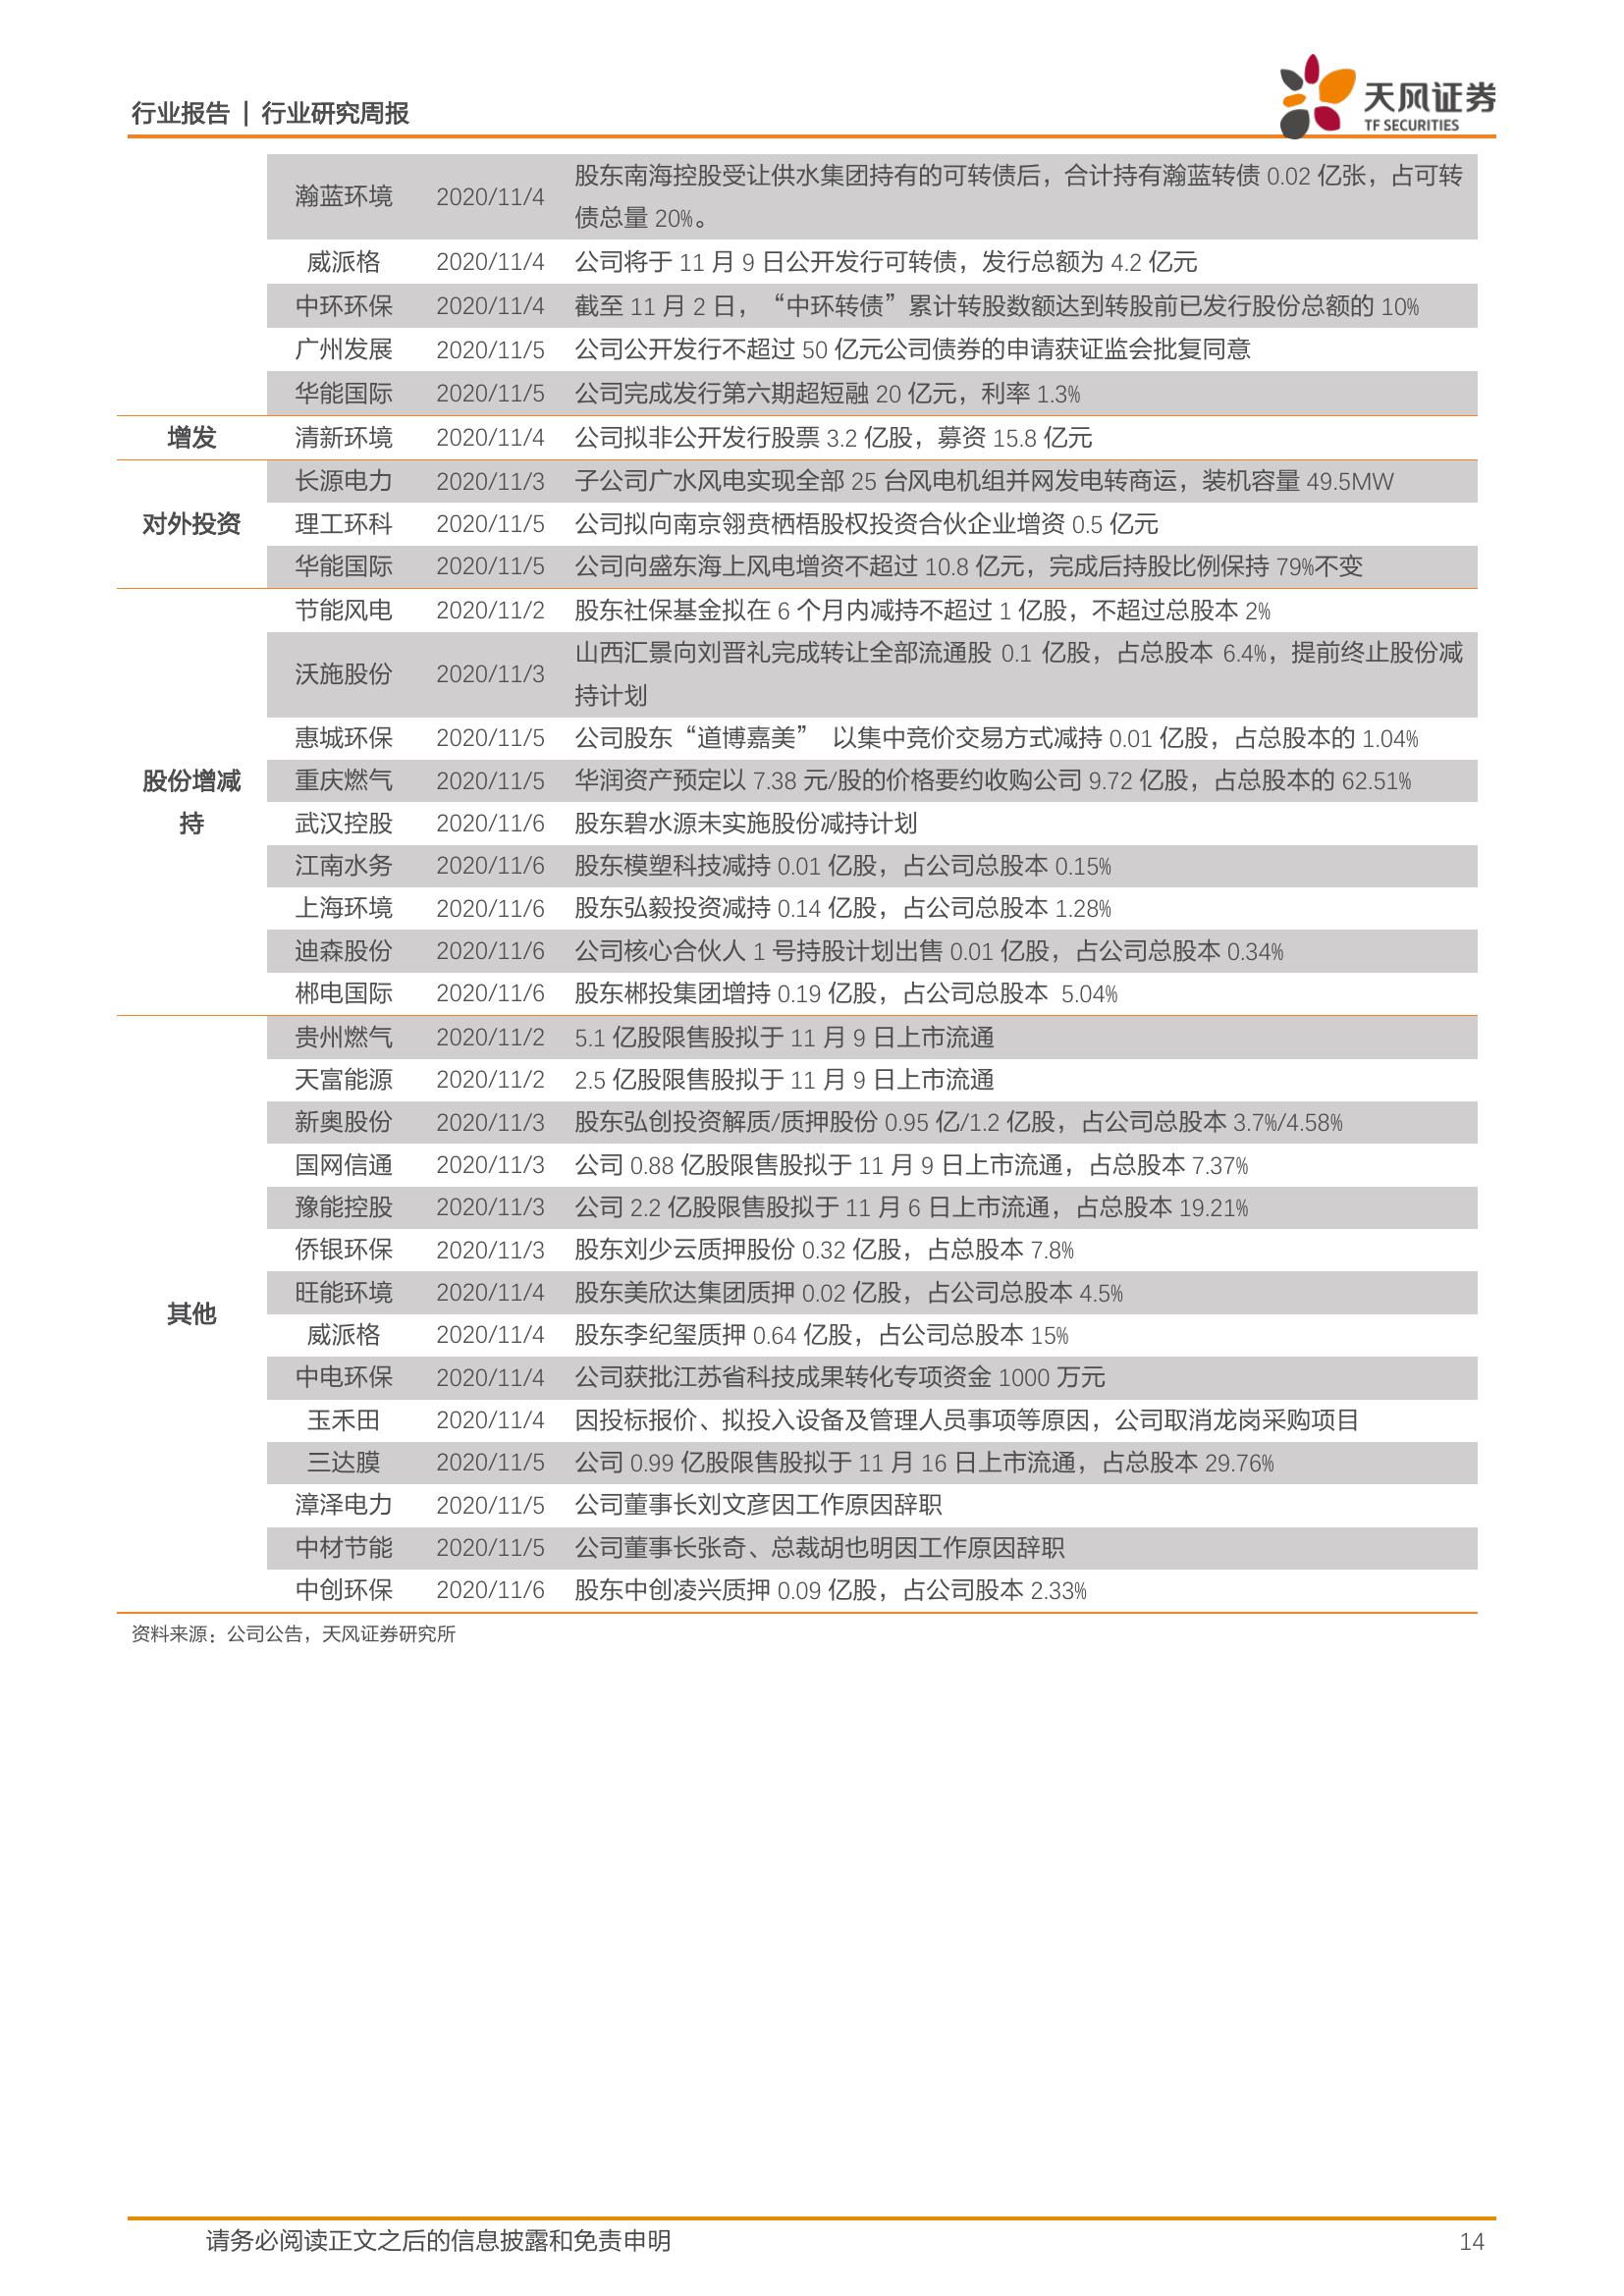 行业报告 | 行业研究周报
天风证券
TF SECURITIES
瀚蓝环境 2020/11/4 股东南海控股受让供水集团持有的可转债后，合计持有瀚蓝转债 0.02 亿张，占可转
债总量 20%。
威派格 2020/11/4 公司将于 11 月 9 日公开发行可转债，发行总额为 4.2 亿元
中环环保 2020/11/4 截至 11 月 2 日，“中环转债”累计转股数额达到转股前已发行股份总额的 10%
广州发展 2020/11/5 公司公开发行不超过 50 亿元公司债券的申请获证监会批复同意
华能国际 2020/11/5 公司完成发行第六期超短融 20 亿元，利率 1.3%
增发 清新环境 2020/11/4 公司拟非公开发行股票 3.2 亿股，募资 15.8 亿元
长源电力 2020/11/3 子公司广水风电实现全部 25 台风电机组并网发电转商运，装机容量 49.5MW
对外投资 理工环科 2020/11/5 公司拟向南京翎贲栖梧股权投资合伙企业增资 0.5 亿元
华能国际 2020/11/5 公司向盛东海上风电增资不超过 10.8 亿元，完成后持股比例保持 79%不变
节能风电 2020/11/2 股东社保基金拟在 6 个月内减持不超过 1 亿股，不超过总股本 2%
沃施股份 2020/11/3 山西汇景向刘晋礼完成转让全部流通股 0.1 亿股，占总股本 6.4%，提前终止股份减
持计划
惠城环保 2020/11/5 公司股东“道博嘉美” 以集中竞价交易方式减持 0.01 亿股，占总股本的 1.04%
股份增减 重庆燃气 2020/11/5 华润资产预定以 7.38 元/股的价格要约收购公司 9.72 亿股，占总股本的 62.51%
持 武汉控股 2020/11/6 股东碧水源未实施股份减持计划
江南水务 2020/11/6 股东模塑科技减持 0.01 亿股，占公司总股本 0.15%
上海环境 2020/11/6 股东弘毅投资减持 0.14 亿股，占公司总股本 1.28%
迪森股份 2020/11/6 公司核心合伙人 1 号持股计划出售 0.01 亿股，占公司总股本 0.34%
郴电国际 2020/11/6 股东郴投集团增持 0.19 亿股，占公司总股本 5.04%
贵州燃气 2020/11/2 5.1 亿股限售股拟于 11 月 9 日上市流通
天富能源 2020/11/2 2.5 亿股限售股拟于 11 月 9 日上市流通
新奥股份 2020/11/3 股东弘创投资解质/质押股份 0.95 亿/1.2 亿股，占公司总股本 3.7%/4.58%
国网信通 2020/11/3 公司 0.88 亿股限售股拟于 11 月 9 日上市流通，占总股本 7.37%
豫能控股 2020/11/3 公司 2.2 亿股限售股拟于 11 月 6 日上市流通，占总股本 19.21%
侨银环保 2020/11/3 股东刘少云质押股份 0.32 亿股，占总股本 7.8%
旺能环境 2020/11/4 股东美欣达集团质押 0.02 亿股，占公司总股本 4.5%
其他
威派格 2020/11/4 股东李纪玺质押 0.64 亿股，占公司总股本 15%
中电环保 2020/11/4 公司获批江苏省科技成果转化专项资金 1000 万元
玉禾田 2020/11/4 因投标报价、拟投入设备及管理人员事项等原因，公司取消龙岗采购项目
三达膜 2020/11/5 公司 0.99 亿股限售股拟于 11 月 16 日上市流通，占总股本 29.76%
漳泽电力 2020/11/5 公司董事长刘文彦因工作原因辞职
中材节能 2020/11/5 公司董事长张奇、总裁胡也明因工作原因辞职
中创环保 2020/11/6 股东中创凌兴质押 0.09 亿股，占公司股本 2.33%
资料来源：公司公告，天风证券研究所
请务必阅读正文之后的信息披露和免责申明 14